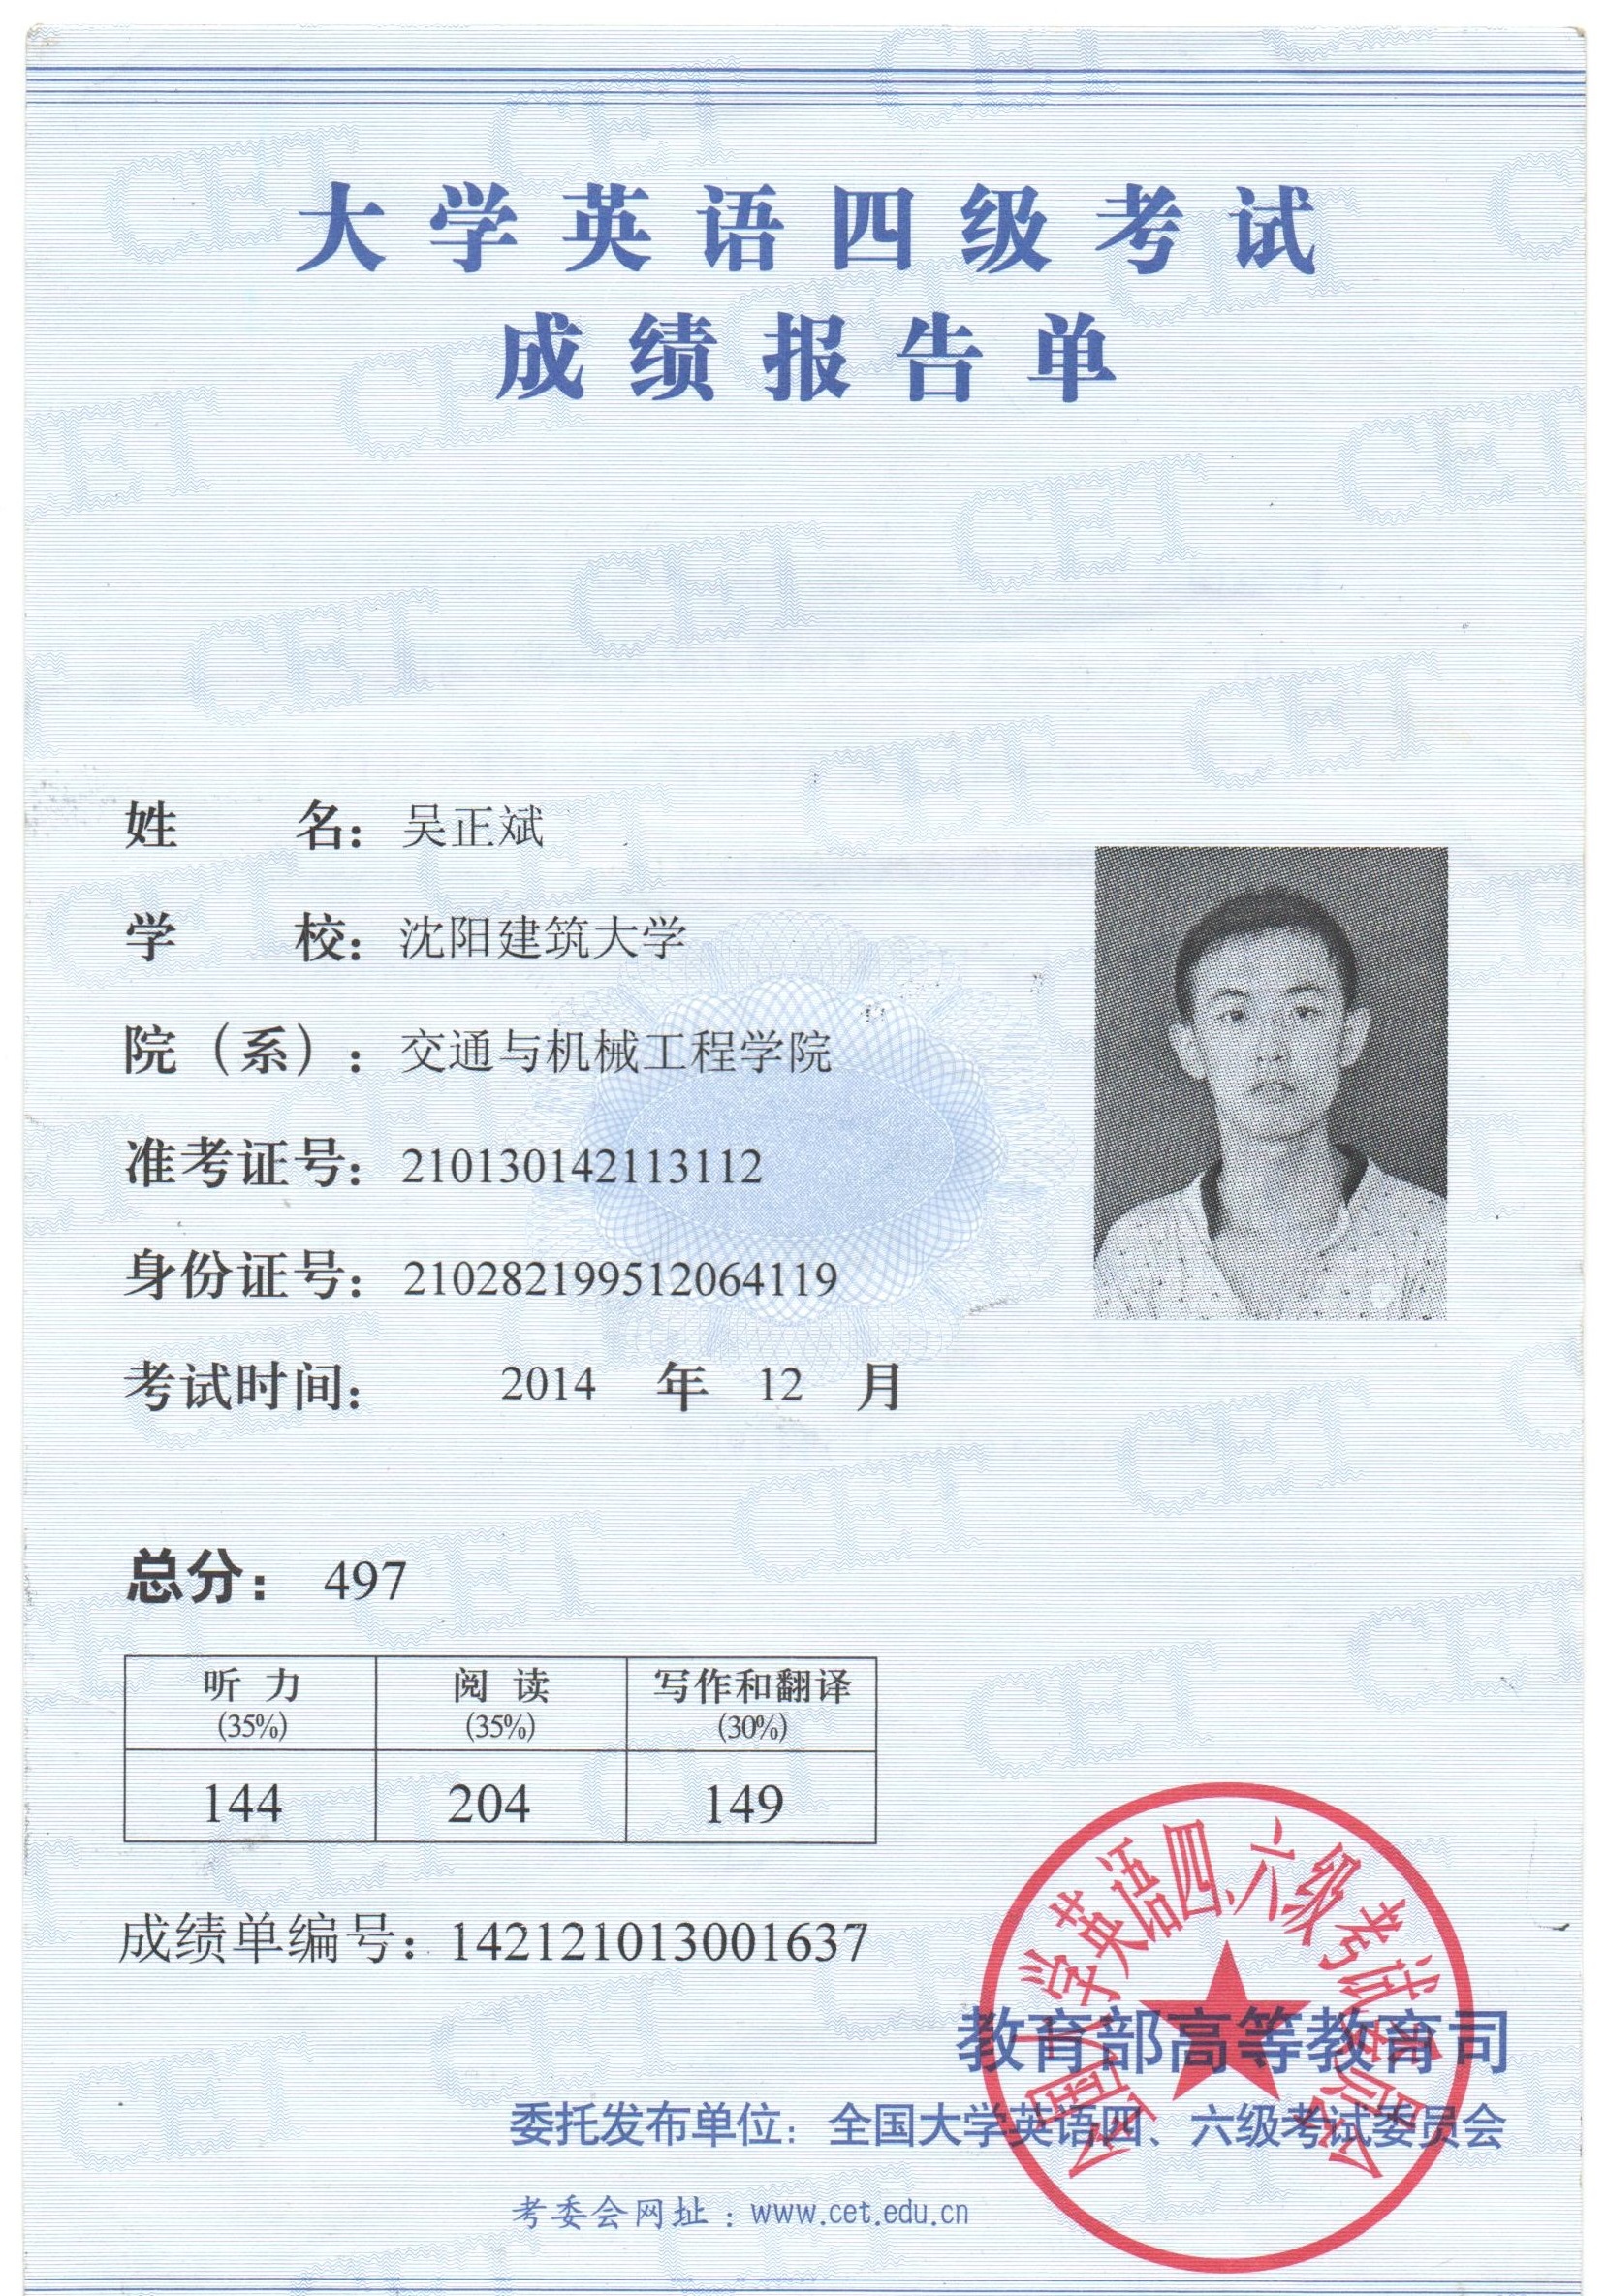 大学英语四级考试
成绩报告单
姓 名：吴正斌
学 校：沈阳建筑大学
院（系）：交通与机械工程学院
准考证号：210130142113112
身份证号：210282199512064119
考试时间： 2014 年 12 月
总分： 497
听力 阅读 写作和翻译
(35%) (35%) (30%)
144 204 149
成绩单编号：142121013001637
全国大学英语四、六级考试委员会
教育部高等教育司
委托发布单位：全国大学英语四、六级考试委员会
考委会网址：www.cet.edu.cn
CET